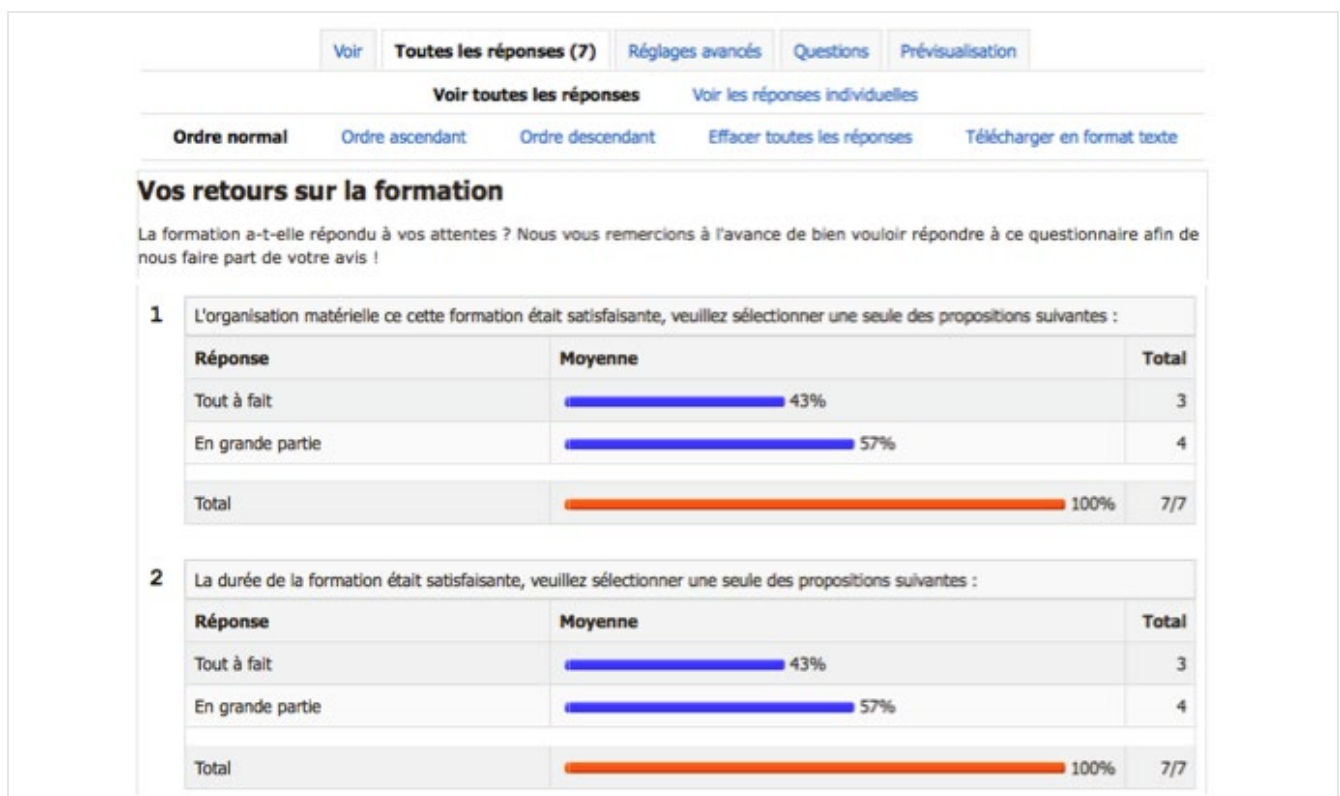 Voir Toutes les réponses (7) Réglages avancés Questions Prévisualisation
Voir toutes les réponses Voir les réponses individuelles
Ordre normal Ordre ascendant Ordre descendant Effacer toutes les réponses Télécharger en format texte
Vos retours sur la formation
La formation a-t-elle répondu à vos attentes ? Nous vous remercions à l'avance de bien vouloir répondre à ce questionnaire afin de
nous faire part de votre avis !
1 L'organisation matérielle ce cette formation était satisfaisante, veuillez sélectionner une seule des propositions suivantes :
Réponse Moyenne Total
Tout à fait 43% 3
En grande partie 57% 4
Total 100% 7/7
2 La durée de la formation était satisfaisante, veuillez sélectionner une seule des propositions suivantes :
Réponse Moyenne Total
Tout à fait 43% 3
En grande partie 57% 4
Total 100% 7/7